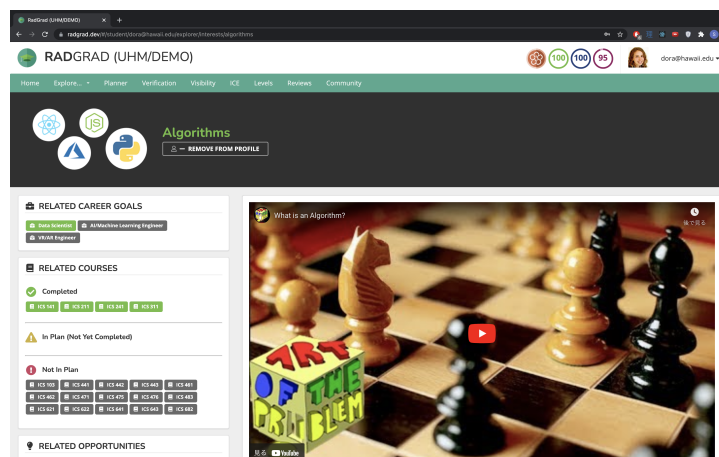 RadGrad (UHM/DEMO)
radgrad.dev/#/student/dora@hawaii.edu/explorer/interests/algorithms
RADGRAD (UHM/DEMO)
100 100 95 dora@hawaii.edu
Home Explore... Planner Verification Visibility ICE Levels Reviews Community
JS
Algorithms
REMOVE FROM PROFILE
RELATED CAREER GOALS
Data Scientist AI/Machine Learning Engineer
VR/AR Engineer
RELATED COURSES
Completed
ICS 141 ICS 211 ICS 241 ICS 311
In Plan (Not Yet Completed)
Not In Plan
ICS 103 ICS 441 ICS 442 ICS 443 ICS 461
ICS 462 ICS 471 ICS 475 ICS 476 ICS 483
ICS 621 ICS 622 ICS 641 ICS 643 ICS 682
RELATED OPPORTUNITIES
What is an Algorithm?
後で見る
ART
OF THE
PROBLEM
見る YouTube